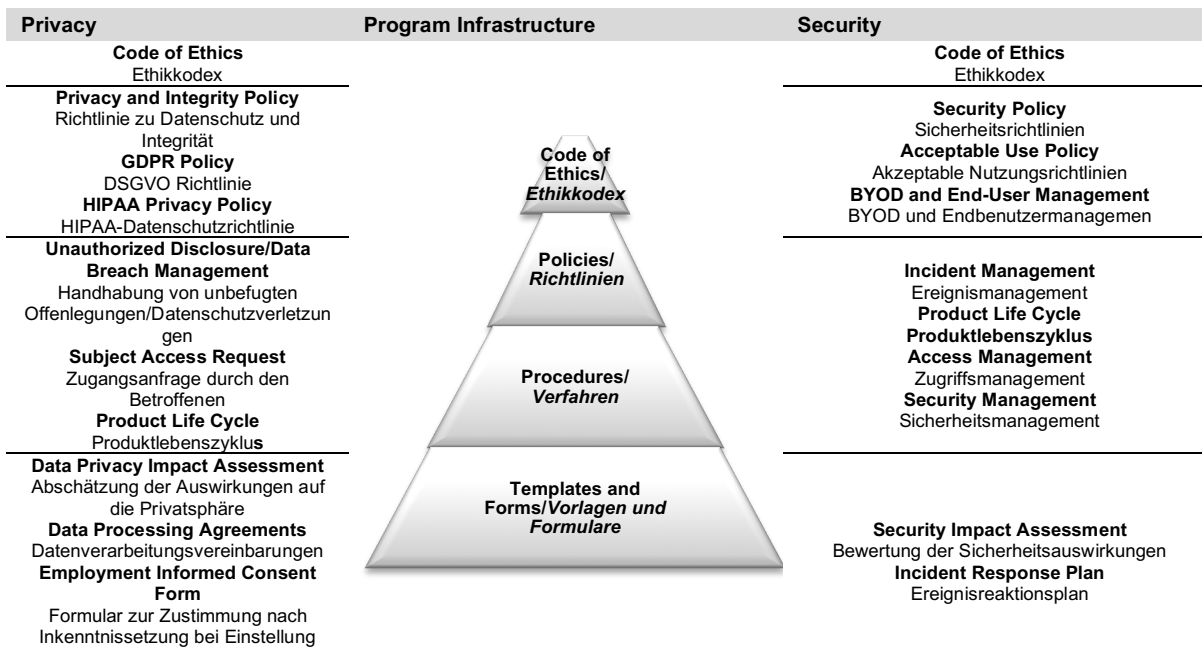 Privacy
Program Infrastructure
Security
Code of Ethics
Ethikkodex
Privacy and Integrity Policy
Richtlinie zu Datenschutz und
Integrität
GDPR Policy
DSGVO Richtlinie
HIPAA Privacy Policy
HIPAA-Datenschutzrichtlinie
Unauthorized Disclosure/Data
Breach Management
Handhabung von unbefugten
Offenlegungen/Datenschutzverletzun
gen
Subject Access Request
Zugangsanfrage durch den
Betroffenen
Product Life Cycle
Produktlebenszyklus
Data Privacy Impact Assessment
Abschätzung der Auswirkungen auf
die Privatsphäre
Data Processing Agreements
Datenverarbeitungsvereinbarungen
Employment Informed Consent
Form
Formular zur Zustimmung nach
Inkenntnissetzung bei Einstellung
Code of
Ethics/
Ethikkodex
Policies/
Richtlinien
Procedures/
Verfahren
Templates and
Forms/Vorlagen und
Formulare
Code of Ethics
Ethikkodex
Security Policy
Sicherheitsrichtlinien
Acceptable Use Policy
Akzeptable Nutzungsrichtlinien
BYOD and End-User Management
BYOD und Endbenutzermanagemen
Incident Management
Ereignismanagement
Product Life Cycle
Produktlebenszyklus
Access Management
Zugriffsmanagement
Security Management
Sicherheitsmanagement
Security Impact Assessment
Bewertung der Sicherheitsauswirkungen
Incident Response Plan
Ereignisreaktionsplan